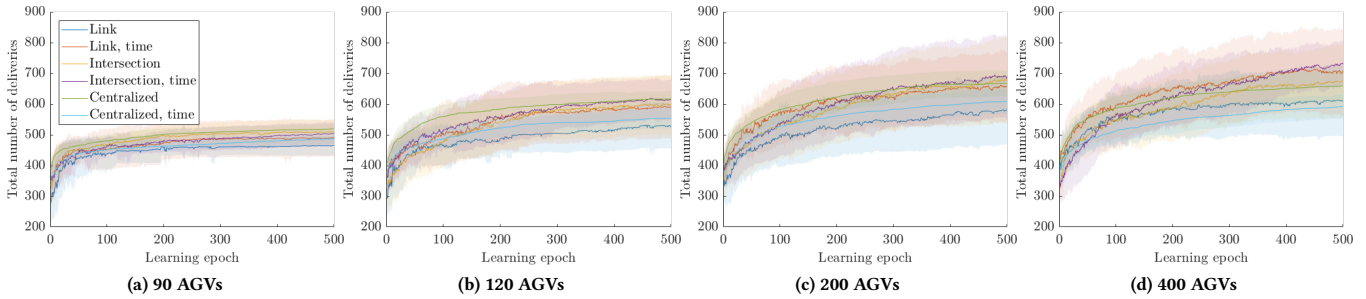 900
800
700
600
500
400
300
200
Total number of deliveries
0 100 200 300 400 500
Learning epoch
Link
Link, time
Intersection
Intersection, time
Centralized
Centralized, time
(a) 90 AGVs
900
800
700
600
500
400
300
200
Total number of deliveries
0 100 200 300 400 500
Learning epoch
(b) 120 AGVs
900
800
700
600
500
400
300
200
Total number of deliveries
0 100 200 300 400 500
Learning epoch
(c) 200 AGVs
900
800
700
600
500
400
300
200
Total number of deliveries
0 100 200 300 400 500
Learning epoch
(d) 400 AGVs